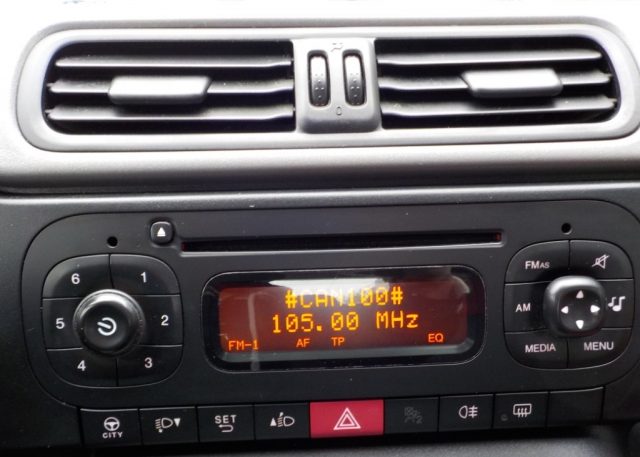 0
6 1
5 2
4 3
#CAN100#
105.00 MHz
FM-1 AF TP EQ
FMAS
AM
MEDIA MENU
CITY
SET